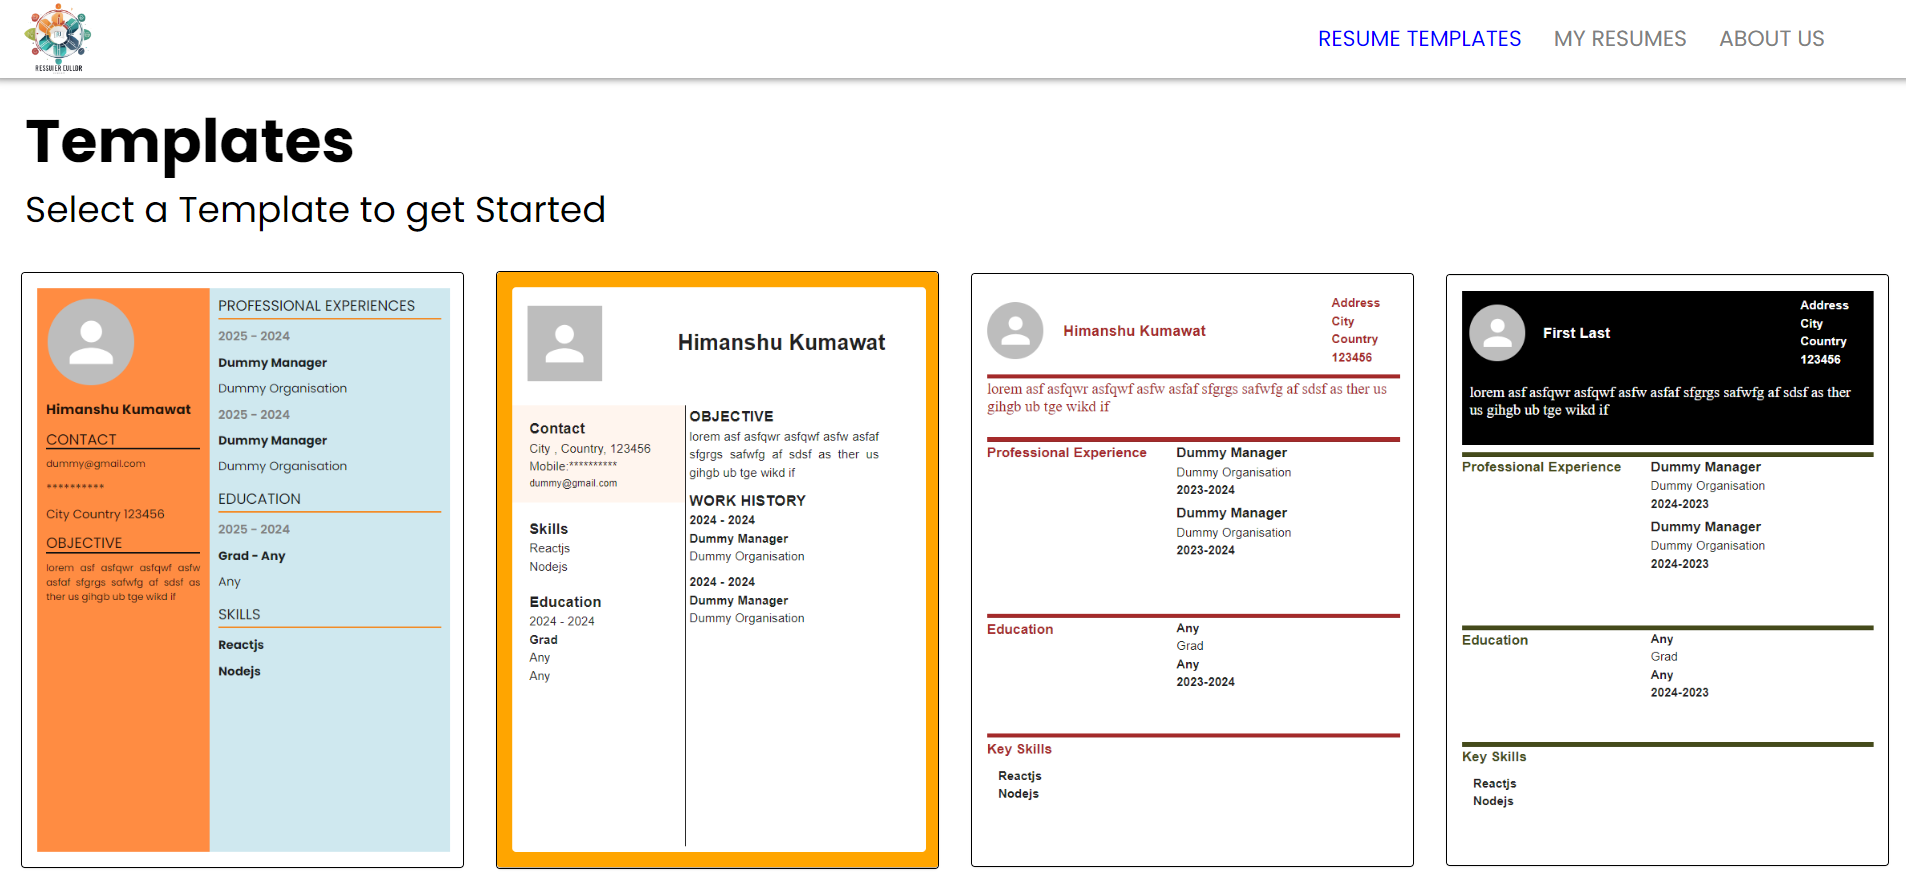 RESUME TEMPLATES
MY RESUMES
ABOUT US
Templates
Select a Template to get Started
Himanshu Kumawat
CONTACT
dummy@gmail.com
**********
City Country 123456
OBJECTIVE
lorem asf asfqwr asfqwf asfw
asfaf sfgrgs safwfg af sdsf as
ther us gihgb ub tge wikd if
PROFESSIONAL EXPERIENCES
2025 - 2024
Dummy Manager
Dummy Organisation
2025 - 2024
Dummy Manager
Dummy Organisation
EDUCATION
2025 - 2024
Grad - Any
Any
SKILLS
Reactjs
Nodejs
Himanshu Kumawat
Contact
City , Country, 123456
Mobile:**********
dummy@gmail.com
Skills
Reactjs
Nodejs
Education
2024 - 2024
Grad
Any
Any
OBJECTIVE
lorem asf asfqwr asfqwf asfw asfaf
sfgrgs safwfg af sdsf as ther us
gihgb ub tge wikd if
WORK HISTORY
2024 - 2024
Dummy Manager
Dummy Organisation
2024 - 2024
Dummy Manager
Dummy Organisation
Himanshu Kumawat
Address
City
Country
123456
lorem asf asfqwr asfqwf asfw asfaf sfgrgs safwfg af sdsf as ther us
gihgb ub tge wikd if
Professional Experience
Dummy Manager
Dummy Organisation
2023-2024
Dummy Manager
Dummy Organisation
2023-2024
Education
Any
Grad
Any
2023-2024
Key Skills
Reactjs
Nodejs
First Last
Address
City
Country
123456
lorem asf asfqwr asfqwf asfw asfaf sfgrgs safwfg af sdsf as ther
us gihgb ub tge wikd if
Professional Experience
Dummy Manager
Dummy Organisation
2024-2023
Dummy Manager
Dummy Organisation
2024-2023
Education
Any
Grad
Any
2024-2023
Key Skills
Reactjs
Nodejs